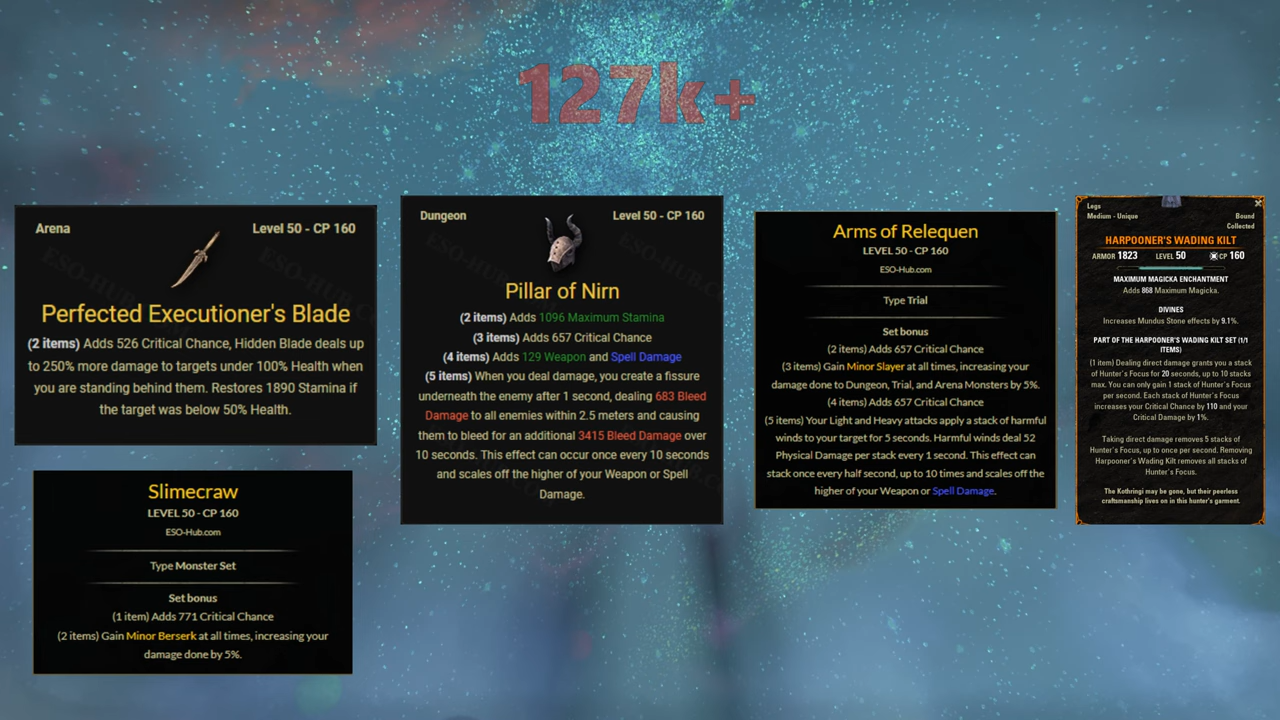 127k+
Arena
Level 50 - CP 160
Perfected Executioner's Blade
(2 items) Adds 526 Critical Chance, Hidden Blade deals up
to 250% more damage to targets under 100% Health when
you are standing behind them. Restores 1890 Stamina if
the target was below 50% Health.
Slimecraw
LEVEL 50 - CP 160
ESO-Hub.com
Type Monster Set
Set bonus
(1 item) Adds 771 Critical Chance
(2 items) Gain Minor Berserk at all times, increasing your
damage done by 5%.
Dungeon
Level 50 - CP 160
Pillar of Nirn
(2 items) Adds 1096 Maximum Stamina
(3 items) Adds 657 Critical Chance
(4 items) Adds 129 Weapon and Spell Damage
(5 items) When you deal damage, you create a fissure
underneath the enemy after 1 second, dealing 683 Bleed
Damage to all enemies within 2.5 meters and causing
them to bleed for an additional 3415 Bleed Damage over
10 seconds. This effect can occur once every 10 seconds
and scales off the higher of your Weapon or Spell
Damage.
Arms of Relequen
LEVEL 50 - CP 160
ESO-Hub.com
Type Trial
Set bonus
(2 items) Adds 657 Critical Chance
(3 items) Gain Minor Slayer at all times, increasing your
damage done to Dungeon, Trial, and Arena Monsters by 5%.
(4 items) Adds 657 Critical Chance
(5 items) Your Light and Heavy attacks apply a stack of harmful
winds to your target for 5 seconds. Harmful winds deal 52
Physical Damage per stack every 1 second. This effect can
stack once every half second, up to 10 times and scales off the
higher of your Weapon or Spell Damage.
Legs
Medium - Unique
Bound
Collected
HARPOONER'S WADING KILT
ARMOR 1823 LEVEL 50 CP 160
MAXIMUM MAGICKA ENCHANTMENT
Adds 868 Maximum Magicka.
DIVINES
Increases Mundus Stone effects by 9.1%.
PART OF THE HARPOONER'S WADING KILT SET (1/1
ITEMS)
(1 item) Dealing direct damage grants you a stack
of Hunter's Focus for 20 seconds, up to 10 stacks
max. You can only gain 1 stack of Hunter's Focus
per second. Each stack of Hunter's Focus
increases your Critical Chance by 110 and your
Critical Damage by 1%.
Taking direct damage removes 5 stacks of
Hunter's Focus, up to once per second. Removing
Harpooner's Wading Kilt removes all stacks of
Hunter's Focus.
The Kothringi may be gone, but their peerless
craftsmanship lives on in this hunter's garment.